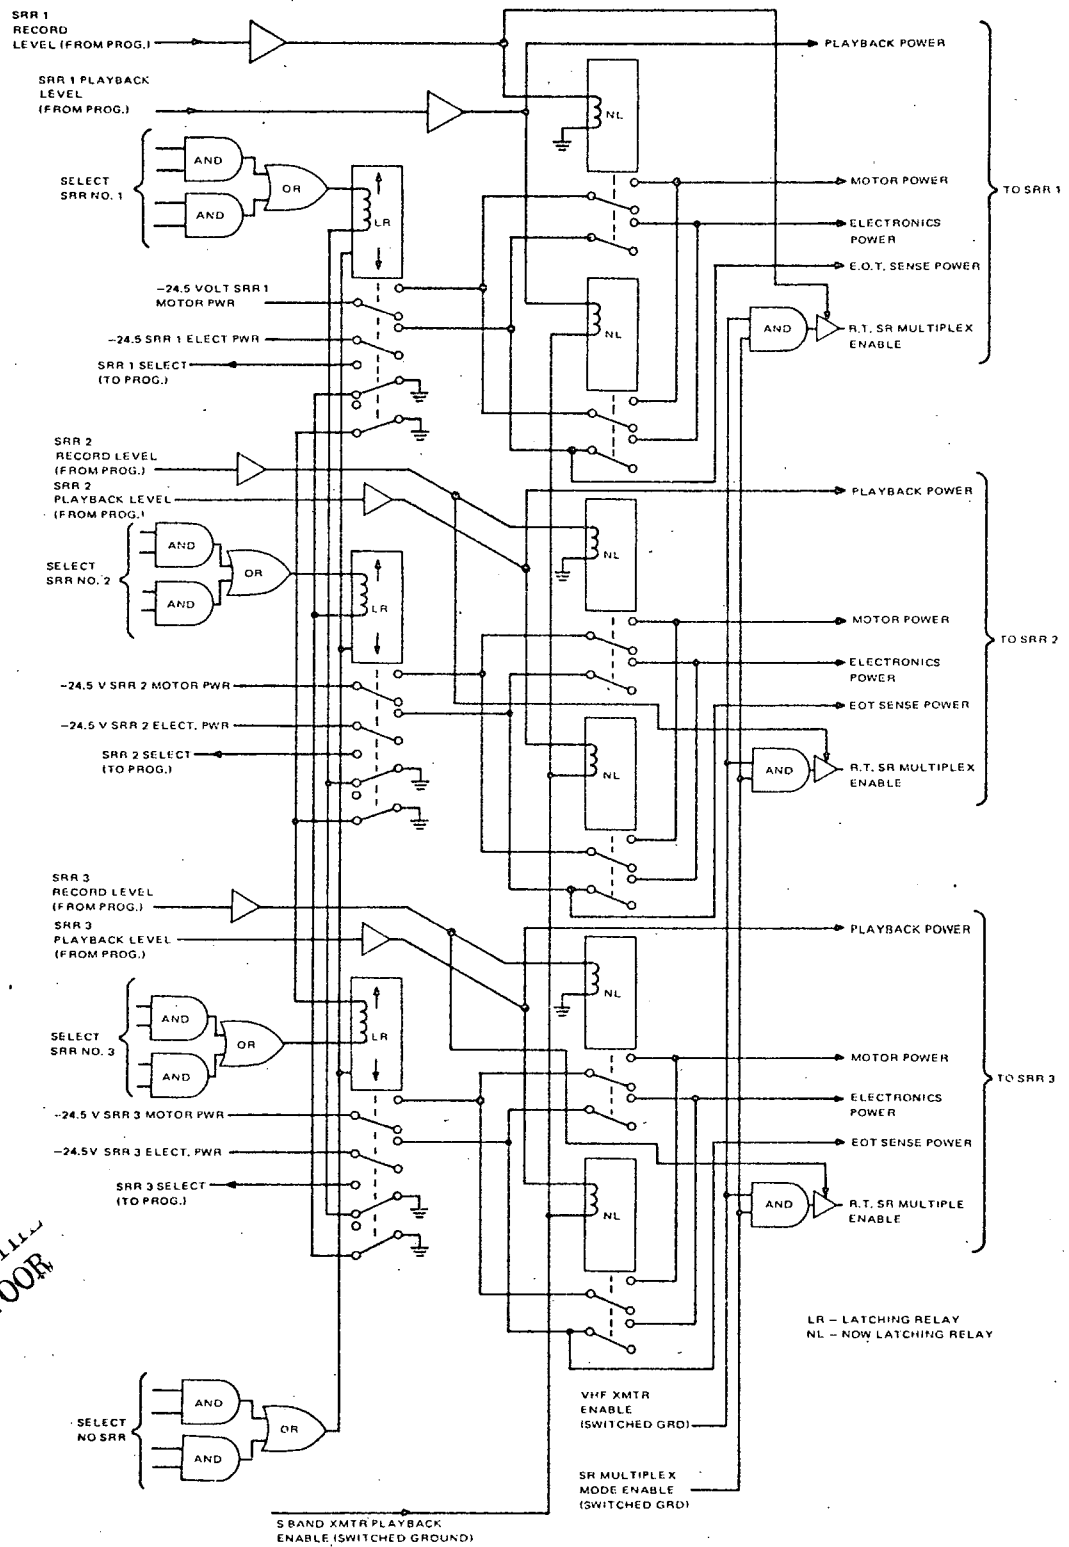 SRR 1
RECORD
LEVEL (FROM PROG.)
PLAYBACK POWER
SRR 1 PLAYBACK
LEVEL
(FROM PROG.)
NL
AND
OR
AND
SELECT
SRR NO. 1
LR
MOTOR POWER
TO SRR 1
ELECTRONICS
POWER
E.O.T. SENSE POWER
-24.5 VOLT SRR 1
MOTOR PWR
NL
AND
R.T. SR MULTIPLEX
ENABLE
-24.5 SRR 1 ELECT PWR
SRR 1 SELECT
(TO PROG.)
SRR 2
RECORD LEVEL
(FROM PROG.)
SRR 2
PLAYBACK LEVEL
(FROM PROG.)
PLAYBACK POWER
AND
OR
AND
SELECT
SRR NO. 2
NL
LR
MOTOR POWER
TO SRR 2
ELECTRONICS
POWER
-24.5 V SRR 2 MOTOR PWR
EOT SENSE POWER
-24.5 V SRR 2 ELECT. PWR
SRR 2 SELECT
(TO PROG.)
NL
AND
R.T. SR MULTIPLEX
ENABLE
SRR 3
RECORD LEVEL
(FROM PROG.)
SRR 3
PLAYBACK LEVEL
(FROM PROG.)
PLAYBACK POWER
NL
AND
OR
AND
SELECT
SRR NO. 3
LR
MOTOR POWER
TO SRR 3
ELECTRONICS
POWER
-24.5 V SRR 3 MOTOR PWR
EOT SENSE POWER
-24.5V SRR 3 ELECT. PWR
SRR 3 SELECT
(TO PROG.)
NL
AND
R.T. SR MULTIPLE
ENABLE
OOR
LR – LATCHING RELAY
NL – NOW LATCHING RELAY
SELECT
NO SRR
AND
OR
AND
VHF XMTR
ENABLE
(SWITCHED GRD)
SR MULTIPLEX
MODE ENABLE
(SWITCHED GRD)
S BAND XMTR PLAYBACK
ENABLE (SWITCHED GROUND)